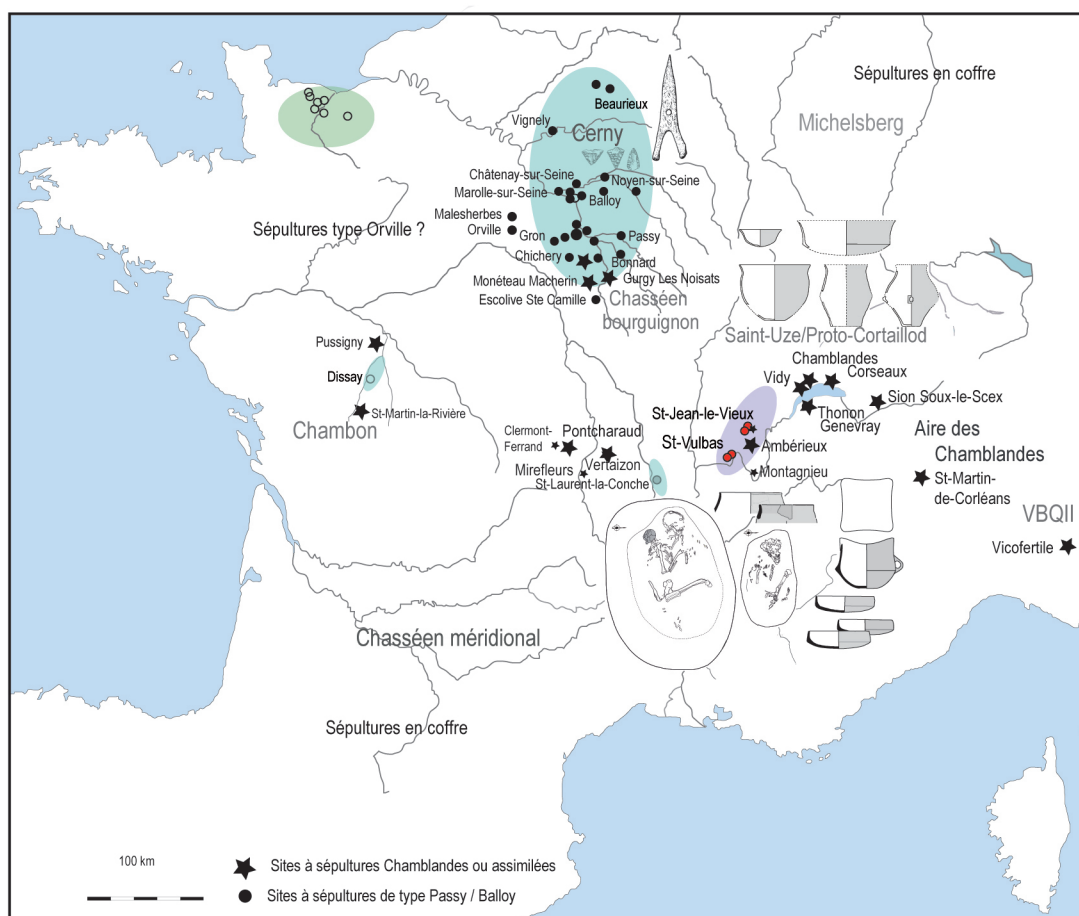 Sépultures en coffre
Beaurieux
Michelsberg
Vignely
Cerny
Châtenay-sur-Seine
Noyen-sur-Seine
Marolle-sur-Seine
Balloy
Malesherbes
Sépultures type Orville ?
Orville
Gron
Passy
Chichery
Bonnard
Monéteau Macherin
Gurgy Les Noisats
Escolive Ste Camille
Chasséen
bourguignon
Saint-Uze/Proto-Cortaillod
Pussigny
Chamblandes
Vidy
Corseaux
Dissay
Sion Soux-le-Scex
St-Martin-la-Rivière
St-Jean-le-Vieux
Thonon
Genevray
Chambon
Clermont-
Ferrand
Pontcharaud
St-Vulbas
Ambérieux
Aire des
Chamblandes
Mirefleurs
Vertaizon
Montagnieu
St-Laurent-la-Conche
St-Martin-
de-Corléans
VBQII
Vicofertile
Chasséen méridional
Sépultures en coffre
100 km
Sites à sépultures Chamblandes ou assimilées
Sites à sépultures de type Passy / Balloy